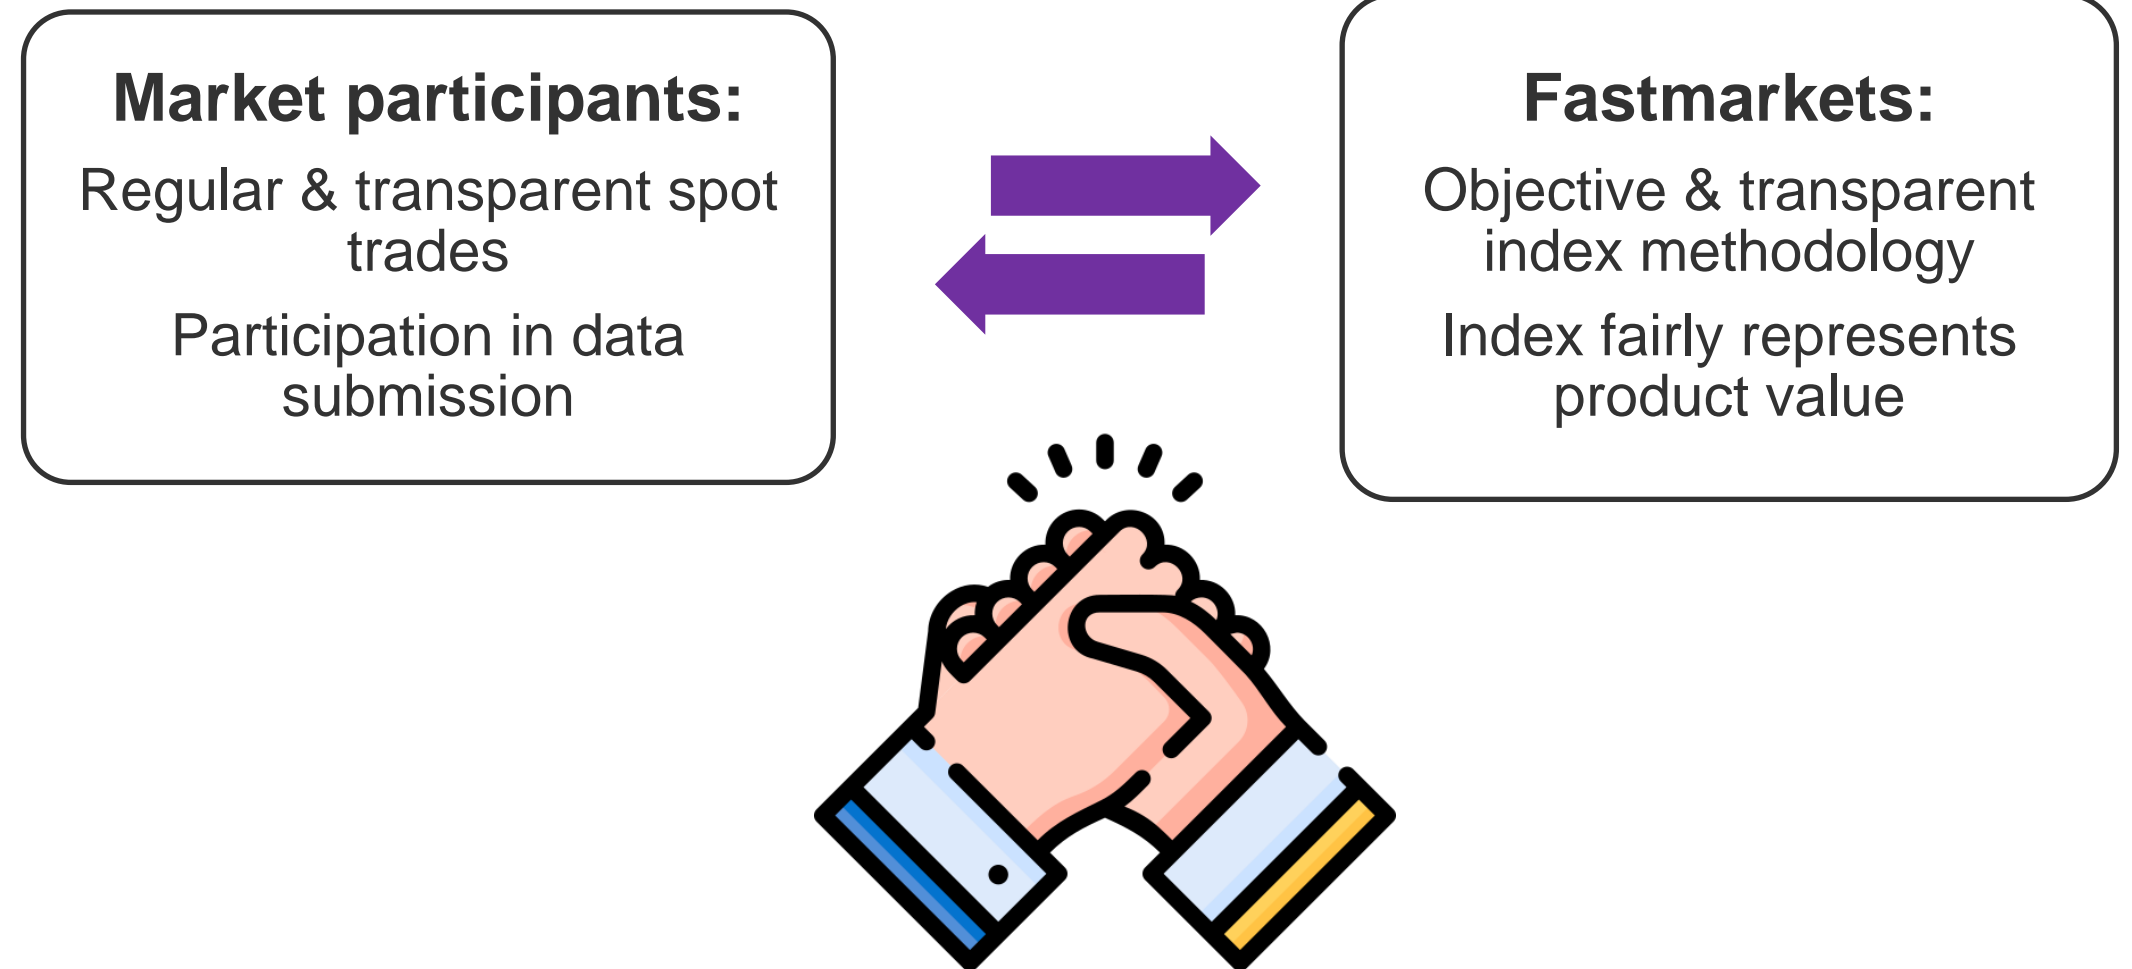 Market participants:
Regular & transparent spot
trades
Participation in data
submission
Fastmarkets:
Objective & transparent
index methodology
Index fairly represents
product value